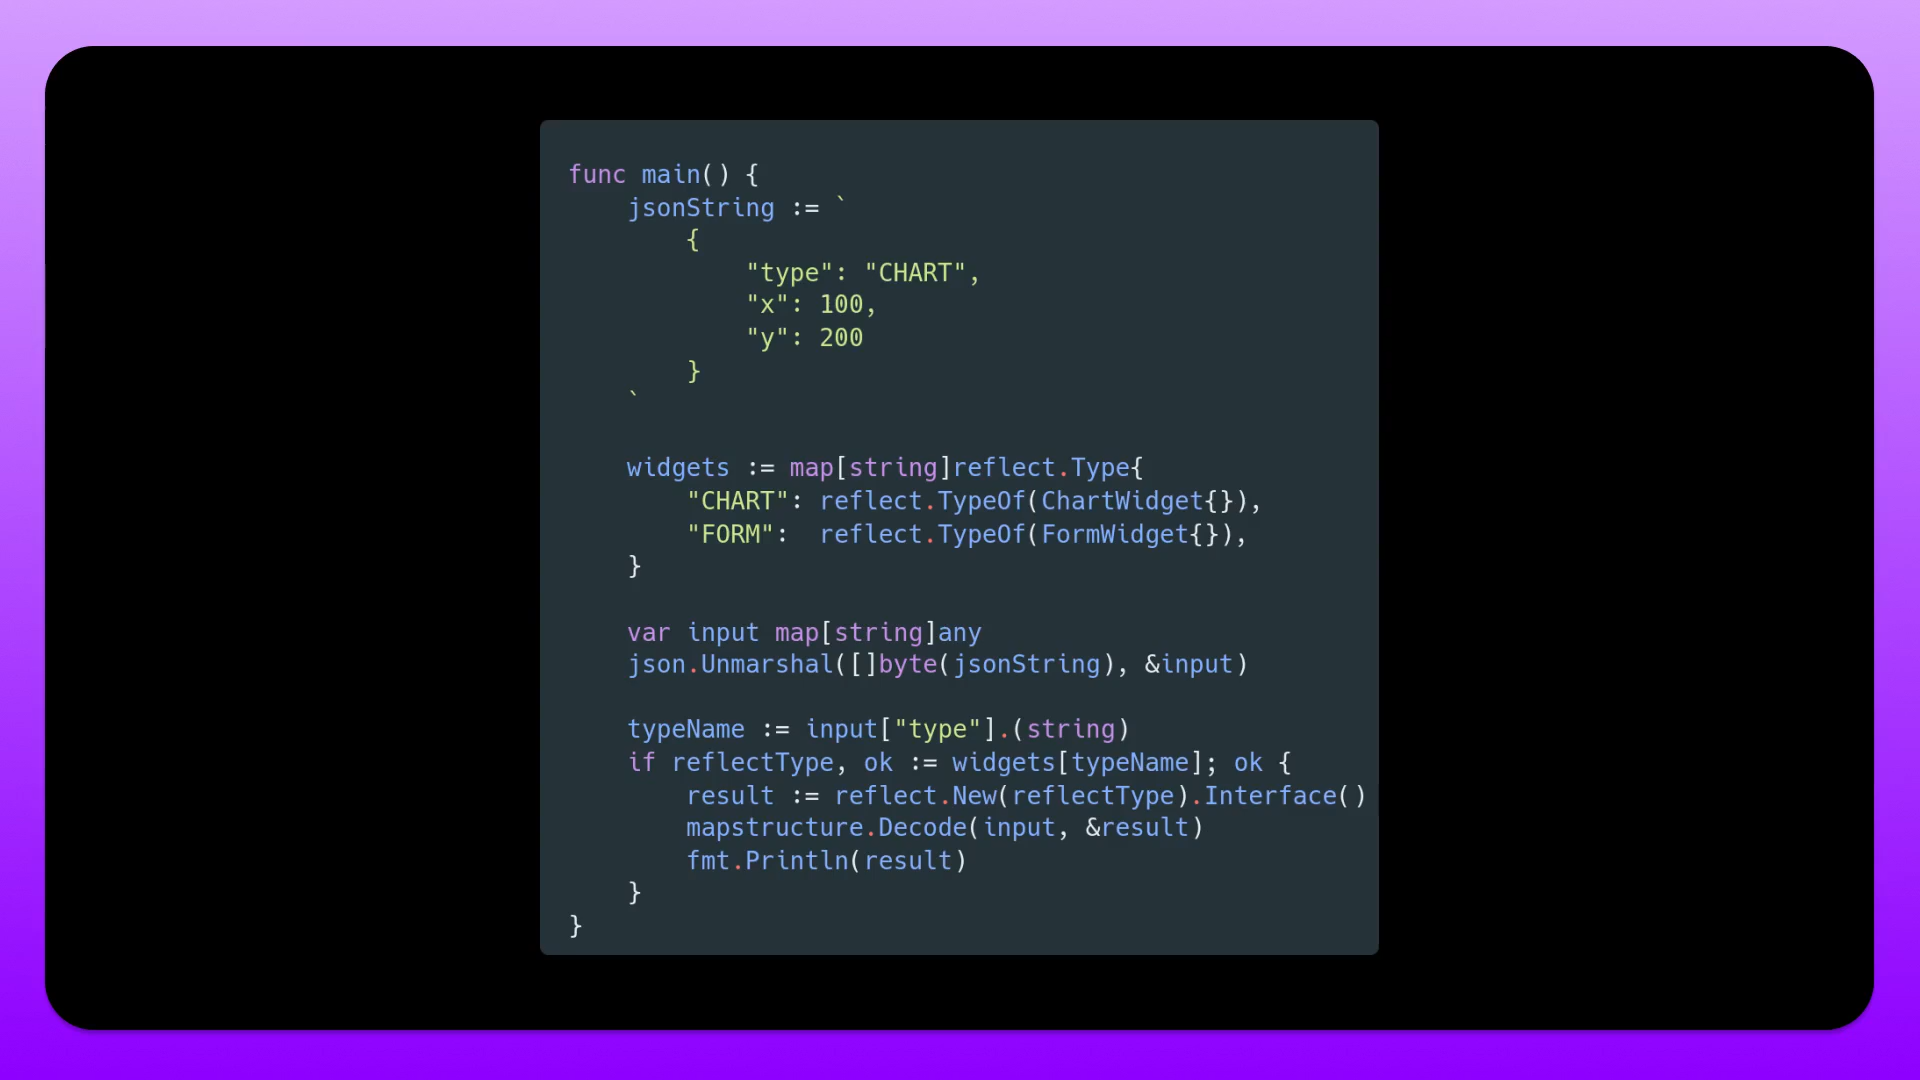 func main() {
    jsonString := `
        {
            "type": "CHART",
            "x": 100,
            "y": 200
        }
    `

    widgets := map[string]reflect.Type{
        "CHART": reflect.TypeOf(ChartWidget{}),
        "FORM":  reflect.TypeOf(FormWidget{}),
    }

    var input map[string]any
    json.Unmarshal([]byte(jsonString), &input)

    typeName := input["type"].(string)
    if reflectType, ok := widgets[typeName]; ok {
        result := reflect.New(reflectType).Interface()
        mapstructure.Decode(input, &result)
        fmt.Println(result)
    }
}